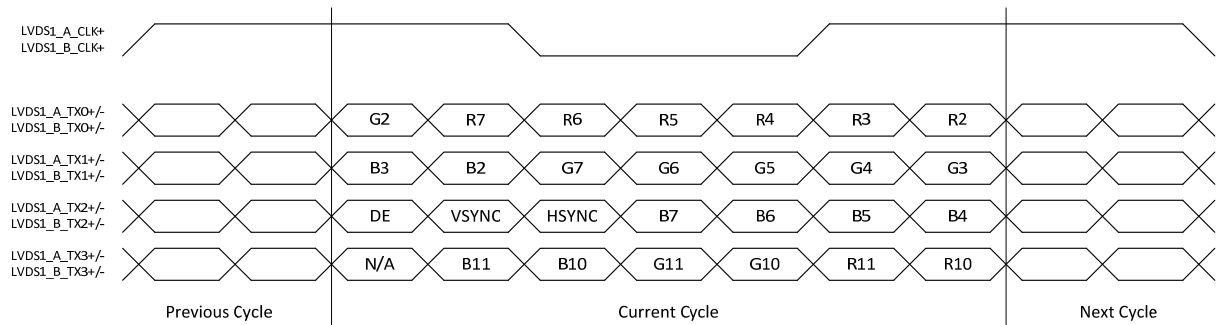 LVDS1_A_CLK+
LVDS1_B_CLK+
LVDS1_A_TX0+/-
LVDS1_B_TX0+/-
G2 R7 R6 R5 R4 R3 R2
LVDS1_A_TX1+/-
LVDS1_B_TX1+/-
B3 B2 G7 G6 G5 G4 G3
LVDS1_A_TX2+/-
LVDS1_B_TX2+/-
DE VSYNC HSYNC B7 B6 B5 B4
LVDS1_A_TX3+/-
LVDS1_B_TX3+/-
N/A B11 B10 G11 G10 R11 R10
Previous Cycle Current Cycle Next Cycle